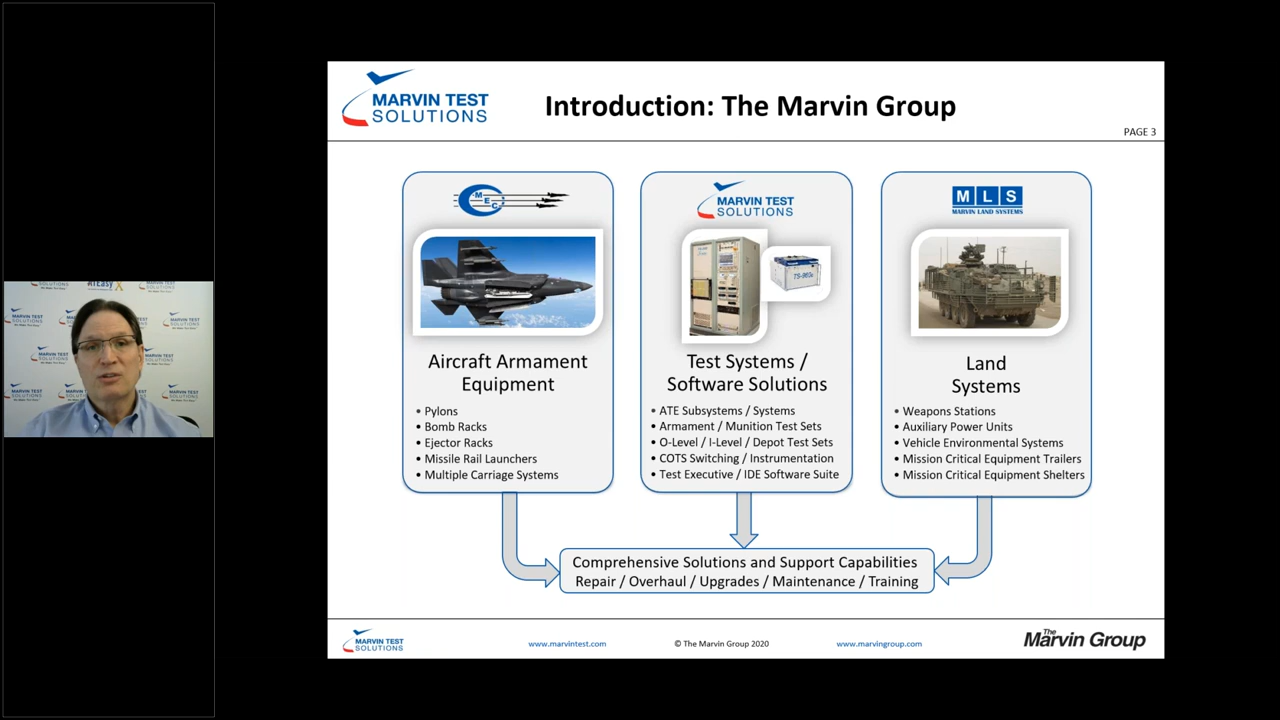 MARVIN TEST
SOLUTIONS
Introduction: The Marvin Group
PAGE 3
MEC
Aircraft Armament
Equipment
• Pylons
• Bomb Racks
• Ejector Racks
• Missile Rail Launchers
• Multiple Carriage Systems
MARVIN TEST
SOLUTIONS
Test Systems /
Software Solutions
• ATE Subsystems / Systems
• Armament / Munition Test Sets
• O-Level / I-Level / Depot Test Sets
• COTS Switching / Instrumentation
• Test Executive / IDE Software Suite
MLS
MARVIN LAND SYSTEMS
Land
Systems
• Weapons Stations
• Auxiliary Power Units
• Vehicle Environmental Systems
• Mission Critical Equipment Trailers
• Mission Critical Equipment Shelters
Comprehensive Solutions and Support Capabilities
Repair / Overhaul / Upgrades / Maintenance / Training
MARVIN TEST
SOLUTIONS
www.marvintest.com
© The Marvin Group 2020
www.marvingroup.com
The Marvin Group